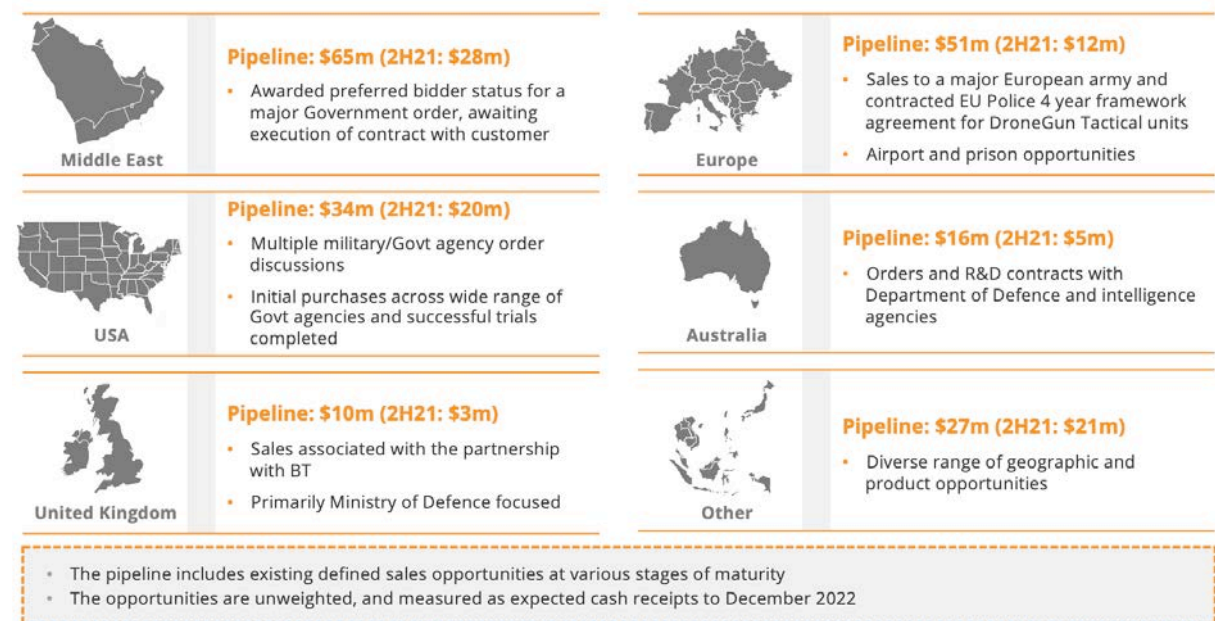 Pipeline: $65m (2H21: $28m)
• Awarded preferred bidder status for a
major Government order, awaiting
execution of contract with customer
Middle East
Pipeline: $51m (2H21: $12m)
• Sales to a major European army and
contracted EU Police 4 year framework
agreement for DroneGun Tactical units
• Airport and prison opportunities
Europe
Pipeline: $34m (2H21: $20m)
• Multiple military/Govt agency order
discussions
• Initial purchases across wide range of
Govt agencies and successful trials
completed
USA
Pipeline: $16m (2H21: $5m)
• Orders and R&D contracts with
Department of Defence and intelligence
agencies
Australia
Pipeline: $10m (2H21: $3m)
• Sales associated with the partnership
with BT
• Primarily Ministry of Defence focused
United Kingdom
Pipeline: $27m (2H21: $21m)
• Diverse range of geographic and
product opportunities
Other
• The pipeline includes existing defined sales opportunities at various stages of maturity
• The opportunities are unweighted, and measured as expected cash receipts to December 2022